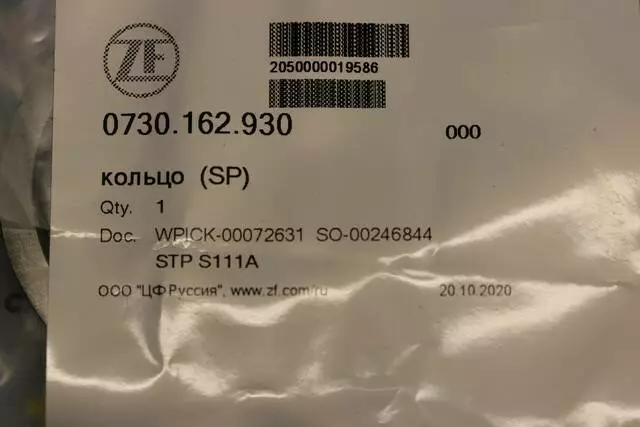 ZF
2050000019586
0730.162.930 000
кольцо (SP)
Qty. 1
Doc. WPICK-00072631 SO-00246844
STP S111A
ООО "ЦФ Руссия", www.zf.com/ru 20.10.2020